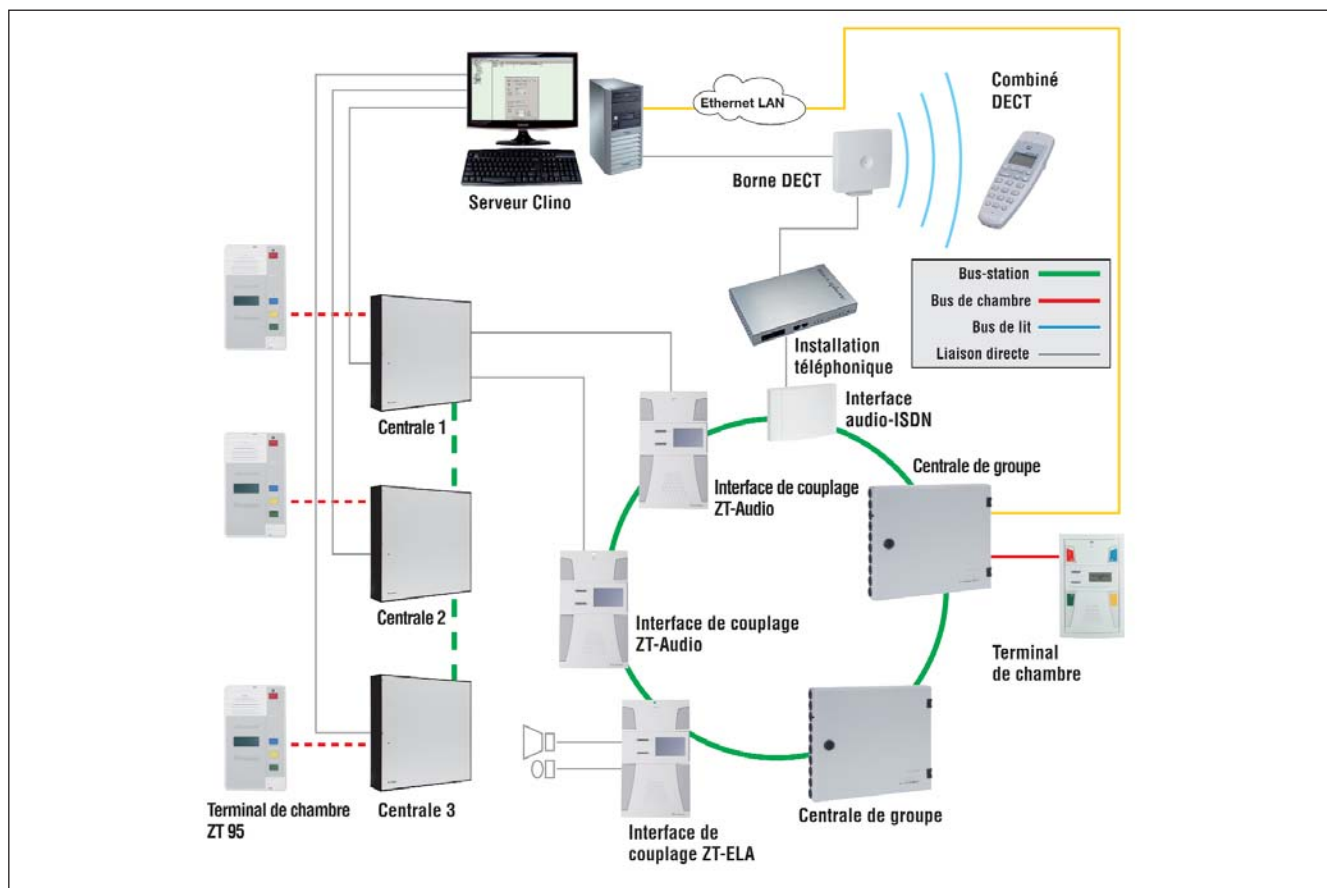 Ethernet LAN
Combiné
DECT
Borne DECT
Serveur Clino
Bus-station
Bus de chambre
Bus de lit
Liaison directe
Installation
téléphonique
Interface
audio-ISDN
Centrale 1
Centrale de groupe
Interface de couplage
ZT-Audio
Centrale 2
Interface de couplage
ZT-Audio
Terminal
de chambre
Terminal de chambre
ZT 95
Centrale 3
Centrale de groupe
Interface de
couplage ZT-ELA